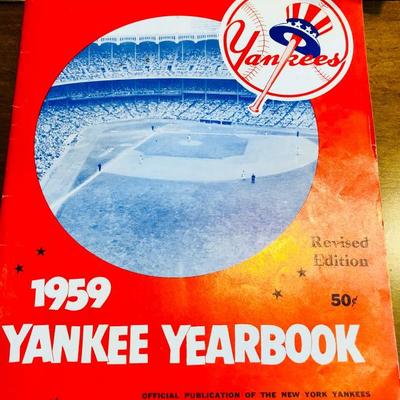 Yankees
Revised
Edition
1959
50¢
YANKEE YEARBOOK
OFFICIAL PUBLICATION OF THE NEW YORK YANKEES